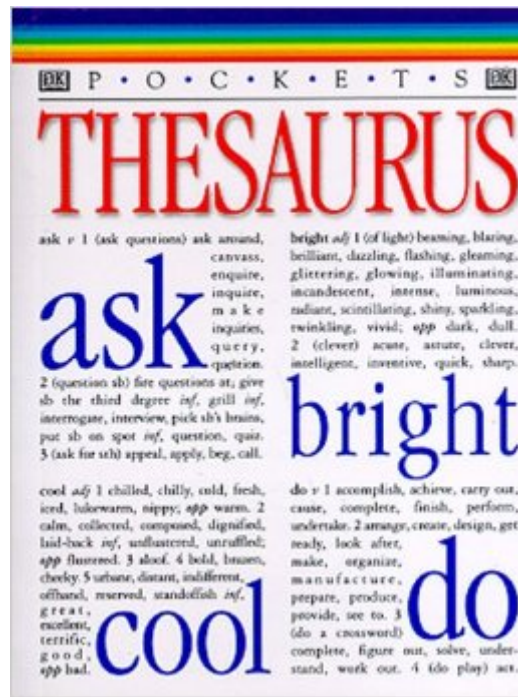 DK P·O·C·K·E·T·S DK
THESAURUS
ask v 1 (ask questions) ask around,
canvass,
enquire,
inquire,
make
inquiries,
query,
question.
ask
2 (question sb) fire questions at, give
sb the third degree inf, grill inf,
interrogate, interview, pick sb's brains,
put sb on spot inf, question, quiz.
3 (ask for sth) appeal, apply, beg, call.
bright adj 1 (of light) beaming, blazing,
brilliant, dazzling, flashing, gleaming,
glittering, glowing, illuminating,
incandescent, intense, luminous,
radiant, scintillating, shiny, sparkling,
twinkling, vivid; opp dark, dull.
2 (clever) acute, astute, clever,
intelligent, inventive, quick, sharp.
bright
cool adj 1 chilled, chilly, cold, fresh,
iced, lukewarm, nippy; opp warm. 2
calm, collected, composed, dignified,
laid-back inf, unflustered, unruffled;
opp flustered. 3 aloof. 4 bold, brazen,
cheeky. 5 urbane, distant, indifferent,
offhand, reserved, standoffish inf,
great,
excellent,
terrific,
good,
opp bad.
cool
do v 1 accomplish, achieve, carry out,
cause, complete, finish, perform,
undertake. 2 arrange, create, design, get
ready, look after,
make, organize,
manufacture,
prepare, produce,
provide, see to. 3
(do a crossword)
do
complete, figure out, solve, under-
stand, work out. 4 (do play) act.